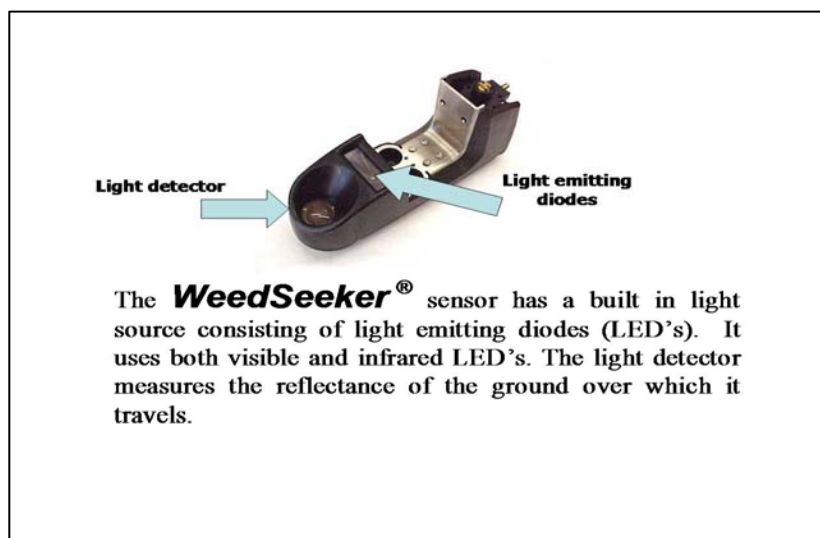 Light detector
Light emitting
diodes
The WeedSeeker® sensor has a built in light
source consisting of light emitting diodes (LED's). It
uses both visible and infrared LED's. The light detector
measures the reflectance of the ground over which it
travels.